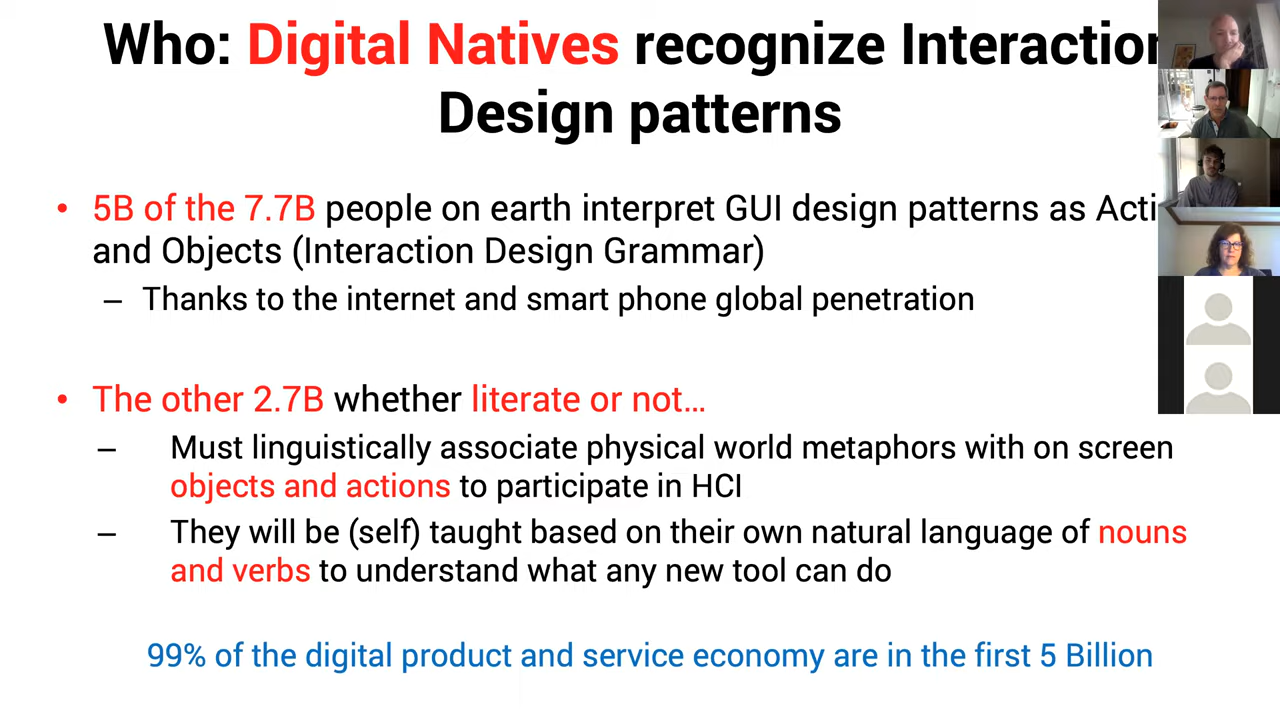 Who: Digital Natives recognize Interaction
Design patterns
• 5B of the 7.7B people on earth interpret GUI design patterns as Acti
and Objects (Interaction Design Grammar)
– Thanks to the internet and smart phone global penetration
• The other 2.7B whether literate or not…
– Must linguistically associate physical world metaphors with on screen
objects and actions to participate in HCI
– They will be (self) taught based on their own natural language of nouns
and verbs to understand what any new tool can do
99% of the digital product and service economy are in the first 5 Billion